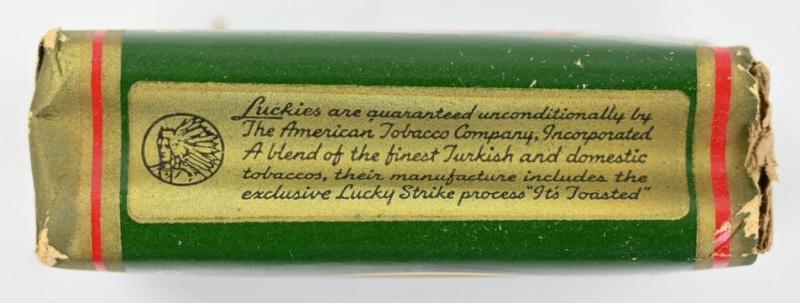 Luckies are guaranteed unconditionally by
The American Tobacco Company, Incorporated
A blend of the finest Turkish and domestic
tobaccos, their manufacture includes the
exclusive Lucky Strike process "It's Toasted"